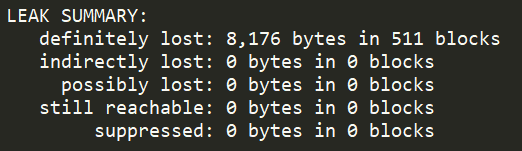 LEAK SUMMARY:
definitely lost: 8,176 bytes in 511 blocks
indirectly lost: 0 bytes in 0 blocks
possibly lost: 0 bytes in 0 blocks
still reachable: 0 bytes in 0 blocks
suppressed: 0 bytes in 0 blocks